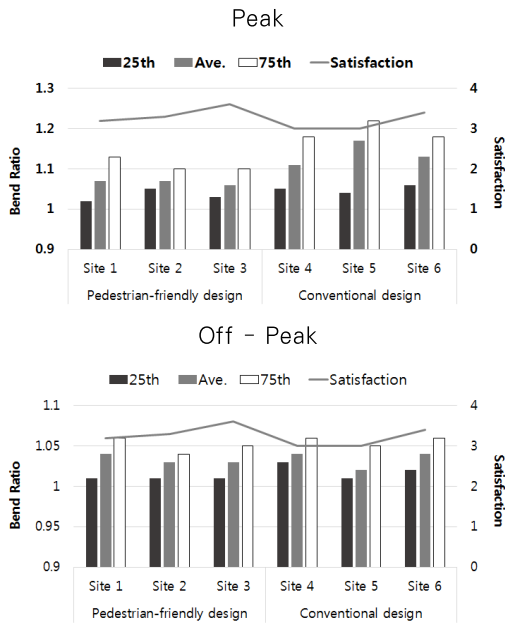 Peak
25th Ave. 75th Satisfaction
1.3 4
1.2 3
1.1 2
1 1
0.9 0
Bend Ratio
Satisfaction
Site 1 Site 2 Site 3 Site 4 Site 5 Site 6
Pedestrian-friendly design Conventional design
Off - Peak
25th Ave. 75th Satisfaction
1.1 4
1.05 3
1 2
0.95 1
0.9 0
Bend Ratio
Satisfaction
Site 1 Site 2 Site 3 Site 4 Site 5 Site 6
Pedestrian-friendly design Conventional design